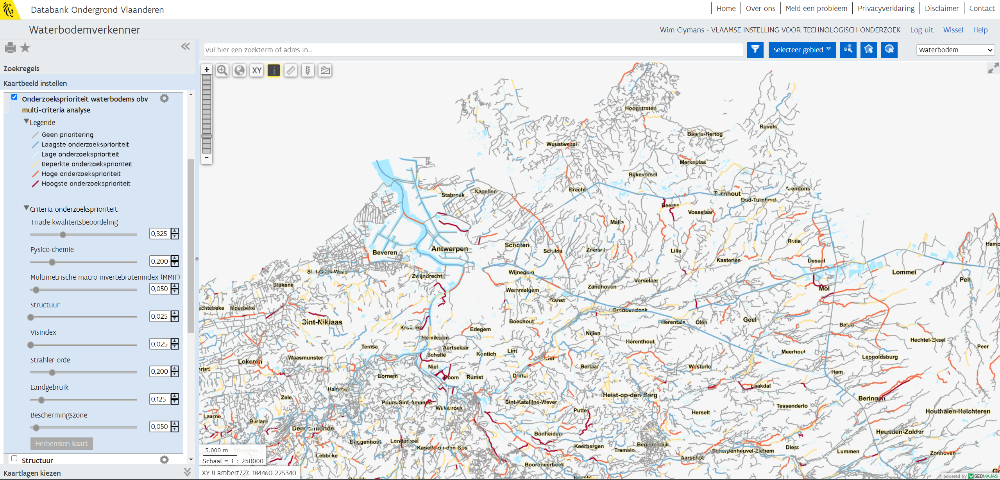 Databank Ondergrond Vlaanderen
Home
Over ons
Meld een probleem
Privacyverklaring
Disclaimer
Contact
Waterbodemverkenner
Wim Clymans - VLAAMSE INSTELLING VOOR TECHNOLOGISCH ONDERZOEK
Log uit
Wissel
Help
Vul hier een zoekterm of adres in...
Selecteer gebied
Waterbodem
Zoekregels
Kaartbeeld instellen
Onderzoeksprioriteit waterbodems obv
multi-criteria analyse
Legende
Geen prioritering
Laagste onderzoeksprioriteit
Lage onderzoeksprioriteit
Beperkte onderzoeksprioriteit
Hoge onderzoeksprioriteit
Hoogste onderzoeksprioriteit
Criteria onderzoeksprioriteit
Triade kwaliteitsbeoordeling
0,325
Fysico-chemie
0,200
Multimetrische macro-invertebratenindex (MMIF)
0,050
Structuur
0,025
Visindex
0,025
Strahler orde
0,200
Landgebruik
0,125
Beschermingszone
0,050
Herbereken kaart
Structuur
Kaartlagen kiezen
+
-
XY
i
Hoogstraten
Ravels
Baarle-Hertog
Wuustwezel
Merksplas
Rijkevorsel
Brecht
Stabroek
Kapellen
Turnhout
Arendonk
Oud-Turnhout
Beerse
Vosselaar
Malle
Retie
Hamo
Antwerpen
Schoten
Schilde
Zoersel
Lille
Beveren
Kasterlee
Dessel
Sint-Gillis-Waas
Wijnegem
Lommel
Zwijndrecht
Vorselaar
Pelt
Stekene
Zandhoven
Wommelgem
Mol
Ranst
achtebeke
Moerbeke
Grobbendonk
Sint-Niklaas
Boechout
Herentals
Olen
Geel
Balen
Kruibeke
Edegem
Hemiksem
Nijlen
Hechtel-Eksel
Herenthout
Peer
Temse
Aartselaar
Lint
Kontich
Meerhout
Waasmunster
Schelle
Lier
Leopoldsburg
Lokeren
Niel
Berlaar
Westerlo
hristi
Ham
Bornem
Boom
Rumst
Duffel
Hamme
Laakdal
Zele
Heist-op-den-Berg
Beringen
Puurs-Sint-Amands
Sint-Katelijne-Waver
Willebroek
Putte
Tessenderlo
Herselt
Houthalen-Helchteren
Laarne
Berlare
Dendermonde
Bonheiden
Heusden-Zolder
Buggenhout
Londerzeel
Kapelle-op-den-Bos
Keerbergen
Begijnendijk
Diest
Tremelo
Scherpenheuvel-Zichem
Lummen
Zonhoven
Lebbeke
Aarschot
Boortmeerbeek
5.000 m
Schaal = 1 : 250000
XY (Lambert72): 184460 225340
powered by GEOMAJAS